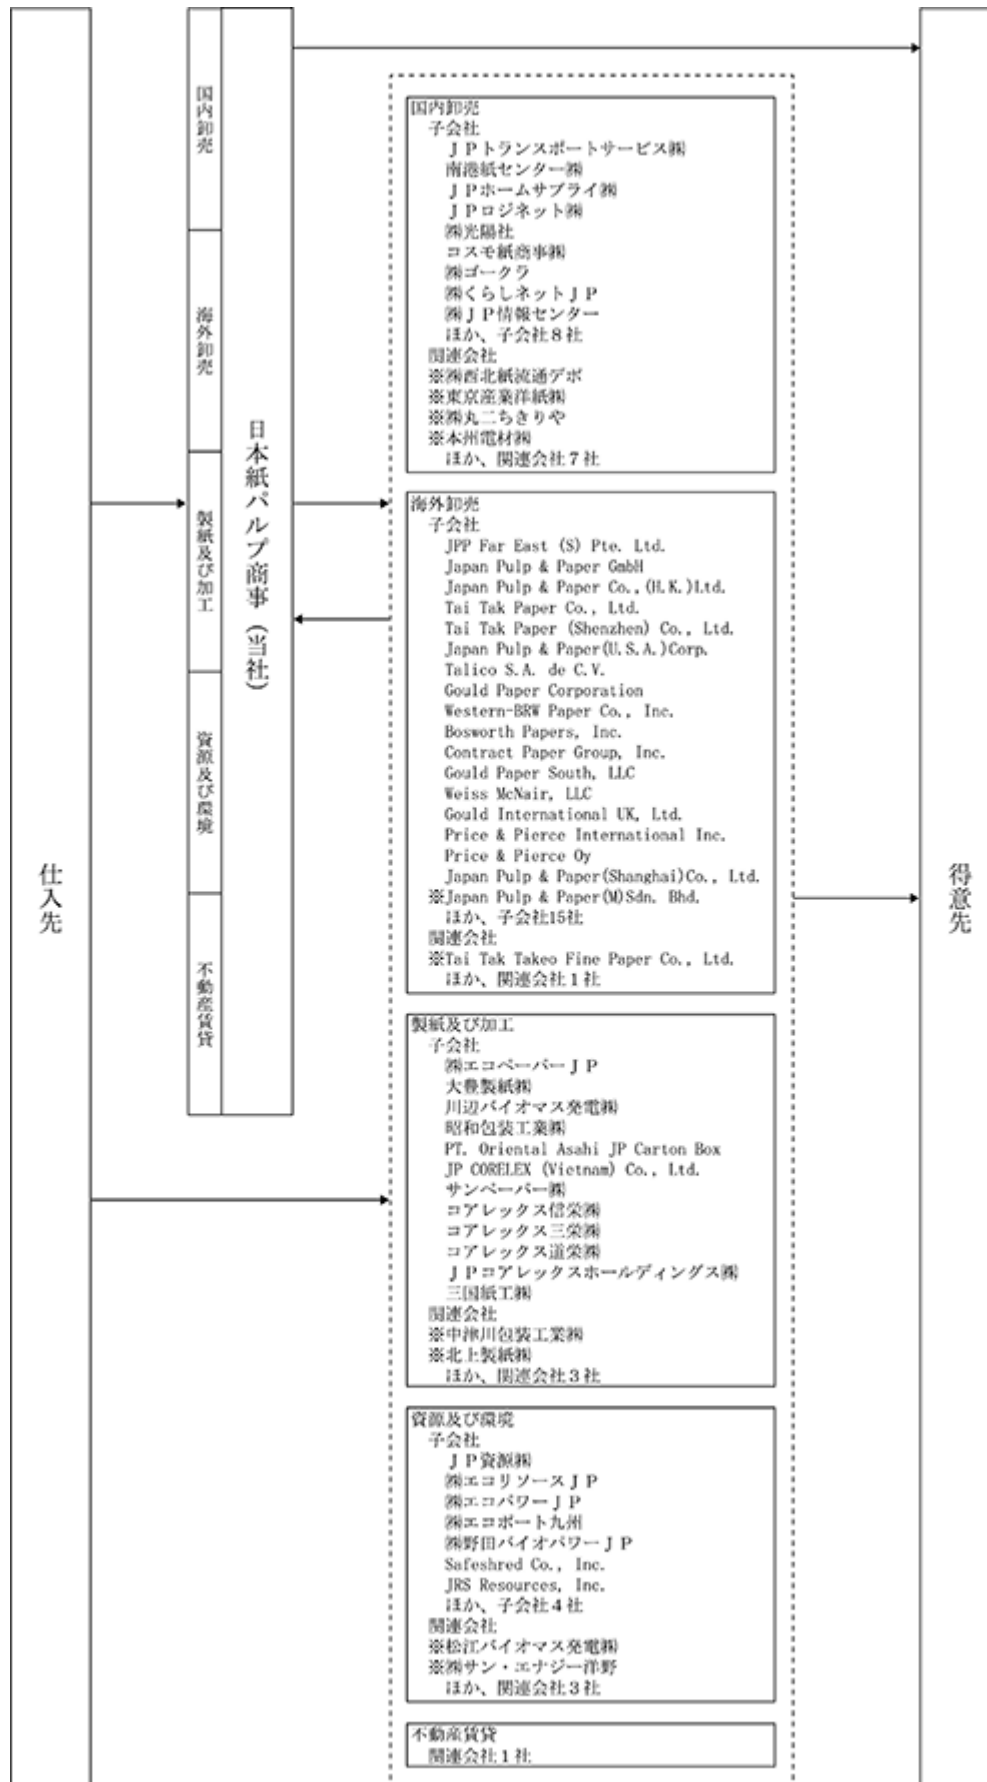 仕入先
国内卸売
海外卸売
製紙及び加工
資源及び環境
不動産賃貸
日本紙パルプ商事（当社）
国内卸売
子会社
ＪＰトランスポートサービス㈱
南港紙センター㈱
ＪＰホームサプライ㈱
ＪＰロジネット㈱
㈱光陽社
コスモ紙商事㈱
㈱ゴークラ
㈱くらしネットＪＰ
㈱ＪＰ情報センター
ほか、子会社８社
関連会社
※㈱西北紙流通デポ
※東京産業洋紙㈱
※㈱丸二ちきりや
※本州電材㈱
ほか、関連会社７社
海外卸売
子会社
JPP Far East (S) Pte. Ltd.
Japan Pulp & Paper GmbH
Japan Pulp & Paper Co.,(H.K.)Ltd.
Tai Tak Paper Co., Ltd.
Tai Tak Paper (Shenzhen) Co., Ltd.
Japan Pulp & Paper(U.S.A.)Corp.
Talico S.A. de C.V.
Gould Paper Corporation
Western-BRW Paper Co., Inc.
Bosworth Papers, Inc.
Contract Paper Group, Inc.
Gould Paper South, LLC
Weiss McNair, LLC
Gould International UK, Ltd.
Price & Pierce International Inc.
Price & Pierce Oy
Japan Pulp & Paper(Shanghai)Co., Ltd.
※Japan Pulp & Paper(M)Sdn. Bhd.
ほか、子会社15社
関連会社
※Tai Tak Takeo Fine Paper Co., Ltd.
ほか、関連会社１社
製紙及び加工
子会社
㈱エコペーパーＪＰ
大豊製紙㈱
川辺バイオマス発電㈱
昭和包装工業㈱
PT. Oriental Asahi JP Carton Box
JP CORELEX (Vietnam) Co., Ltd.
サンペーパー㈱
コアレックス信栄㈱
コアレックス三栄㈱
コアレックス道栄㈱
ＪＰコアレックスホールディングス㈱
三国紙工㈱
関連会社
※中津川包装工業㈱
※北上製紙㈱
ほか、関連会社３社
資源及び環境
子会社
ＪＰ資源㈱
㈱エコリソースＪＰ
㈱エコパワーＪＰ
㈱エコポート九州
㈱野田バイオパワーＪＰ
Safeshred Co., Inc.
JRS Resources, Inc.
ほか、子会社４社
関連会社
※松江バイオマス発電㈱
※㈱サン・エナジー洋野
ほか、関連会社３社
不動産賃貸
関連会社１社
得意先